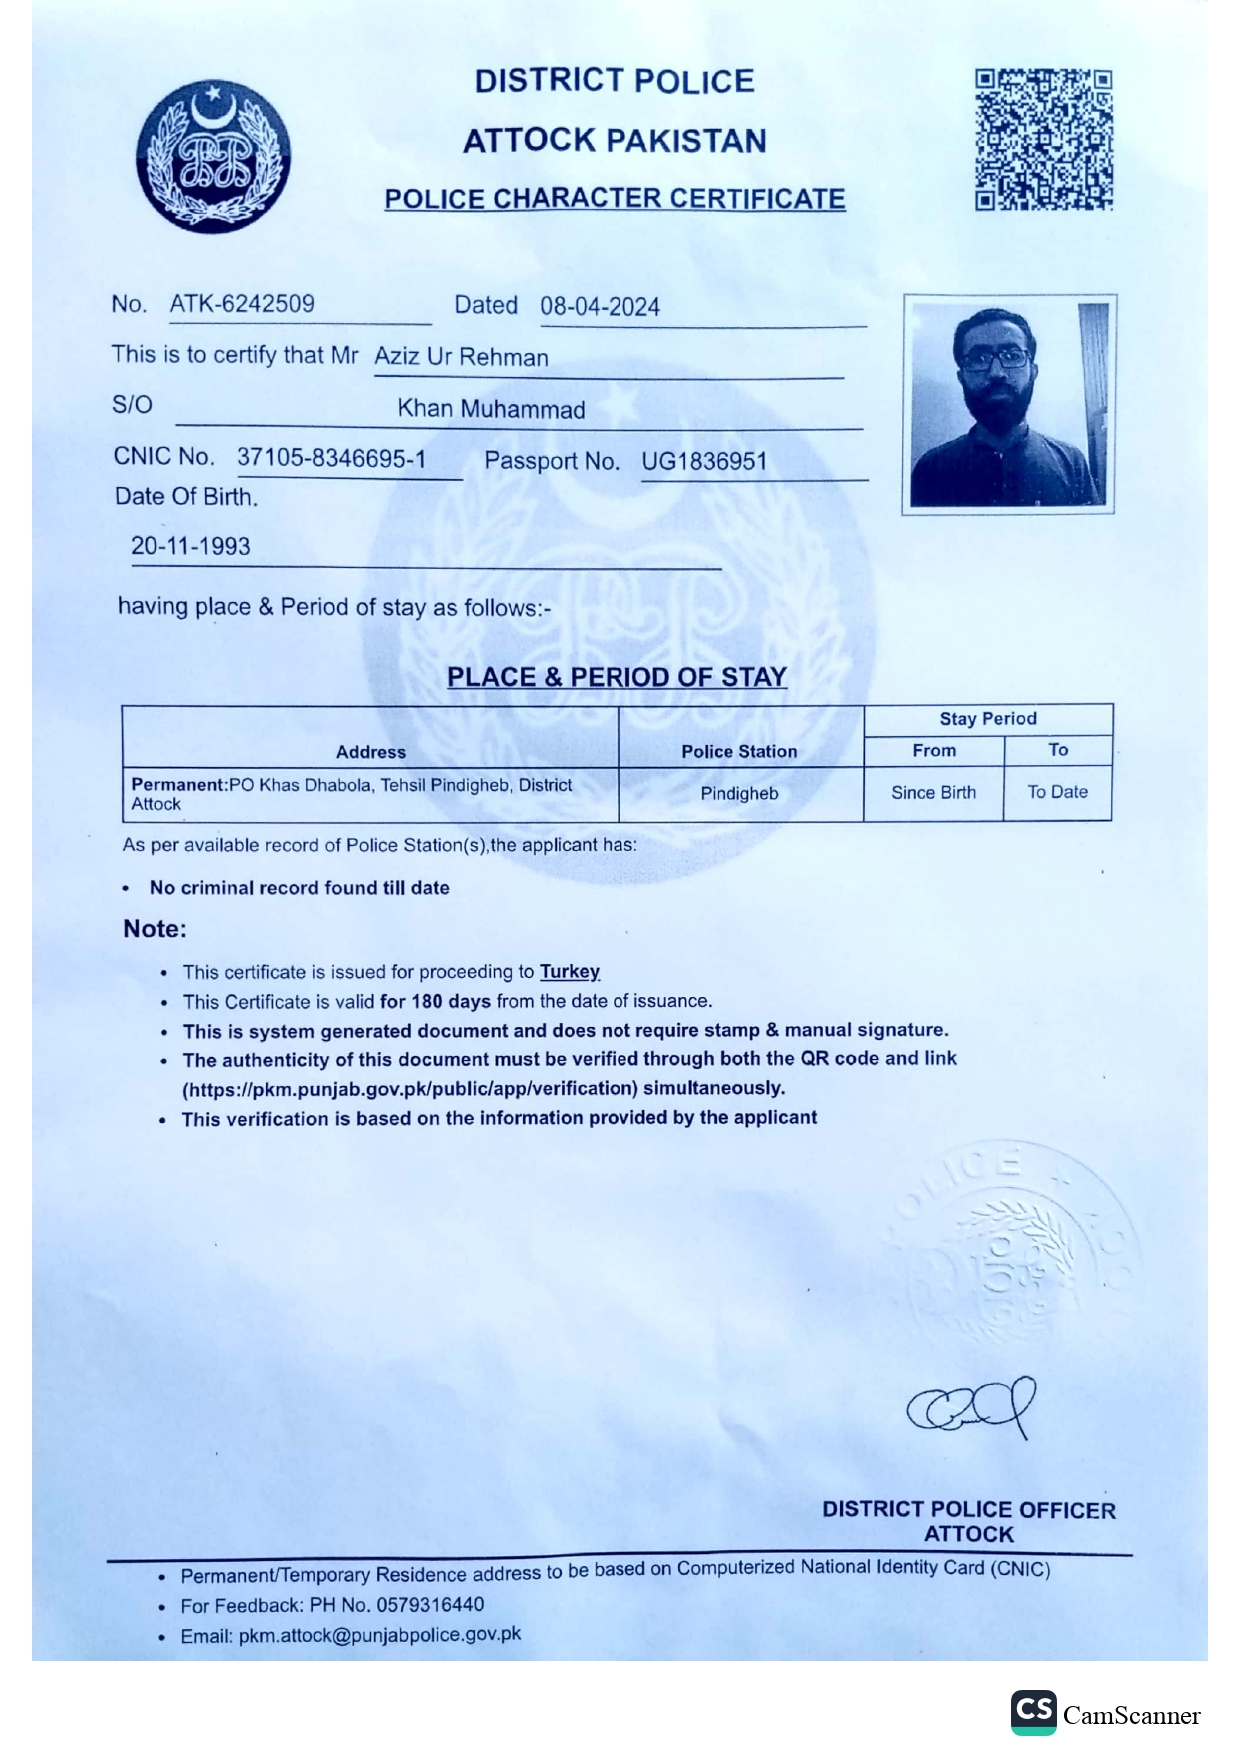 DISTRICT POLICE
ATTOCK PAKISTAN
POLICE CHARACTER CERTIFICATE
No. ATK-6242509 Dated 08-04-2024
This is to certify that Mr Aziz Ur Rehman
S/O Khan Muhammad
CNIC No. 37105-8346695-1 Passport No. UG1836951
Date Of Birth.
20-11-1993
having place & Period of stay as follows:-
PLACE & PERIOD OF STAY
Stay Period
Address Police Station From To
Permanent:PO Khas Dhabola, Tehsil Pindigheb, District
Attock
Pindigheb Since Birth To Date
As per available record of Police Station(s),the applicant has:
• No criminal record found till date
Note:
• This certificate is issued for proceeding to Turkey
• This Certificate is valid for 180 days from the date of issuance.
• This is system generated document and does not require stamp & manual signature.
• The authenticity of this document must be verified through both the QR code and link
(https://pkm.punjab.gov.pk/public/app/verification) simultaneously.
• This verification is based on the information provided by the applicant
POLICE
DISTRICT POLICE OFFICER
ATTOCK
• Permanent/Temporary Residence address to be based on Computerized National Identity Card (CNIC)
• For Feedback: PH No. 0579316440
• Email: pkm.attock@punjabpolice.gov.pk
CS CamScanner